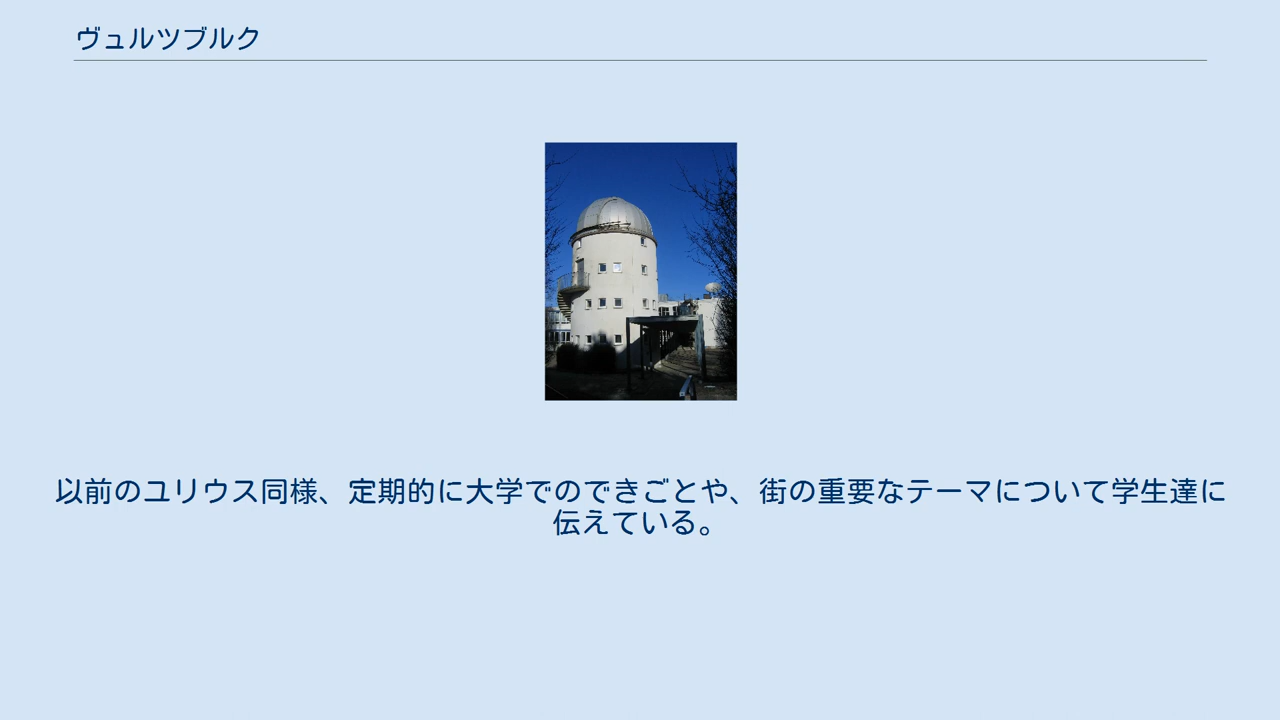 ヴュルツブルク
以前のユリウス同様、定期的に大学でのできごとや、街の重要なテーマについて学生達に
伝えている。